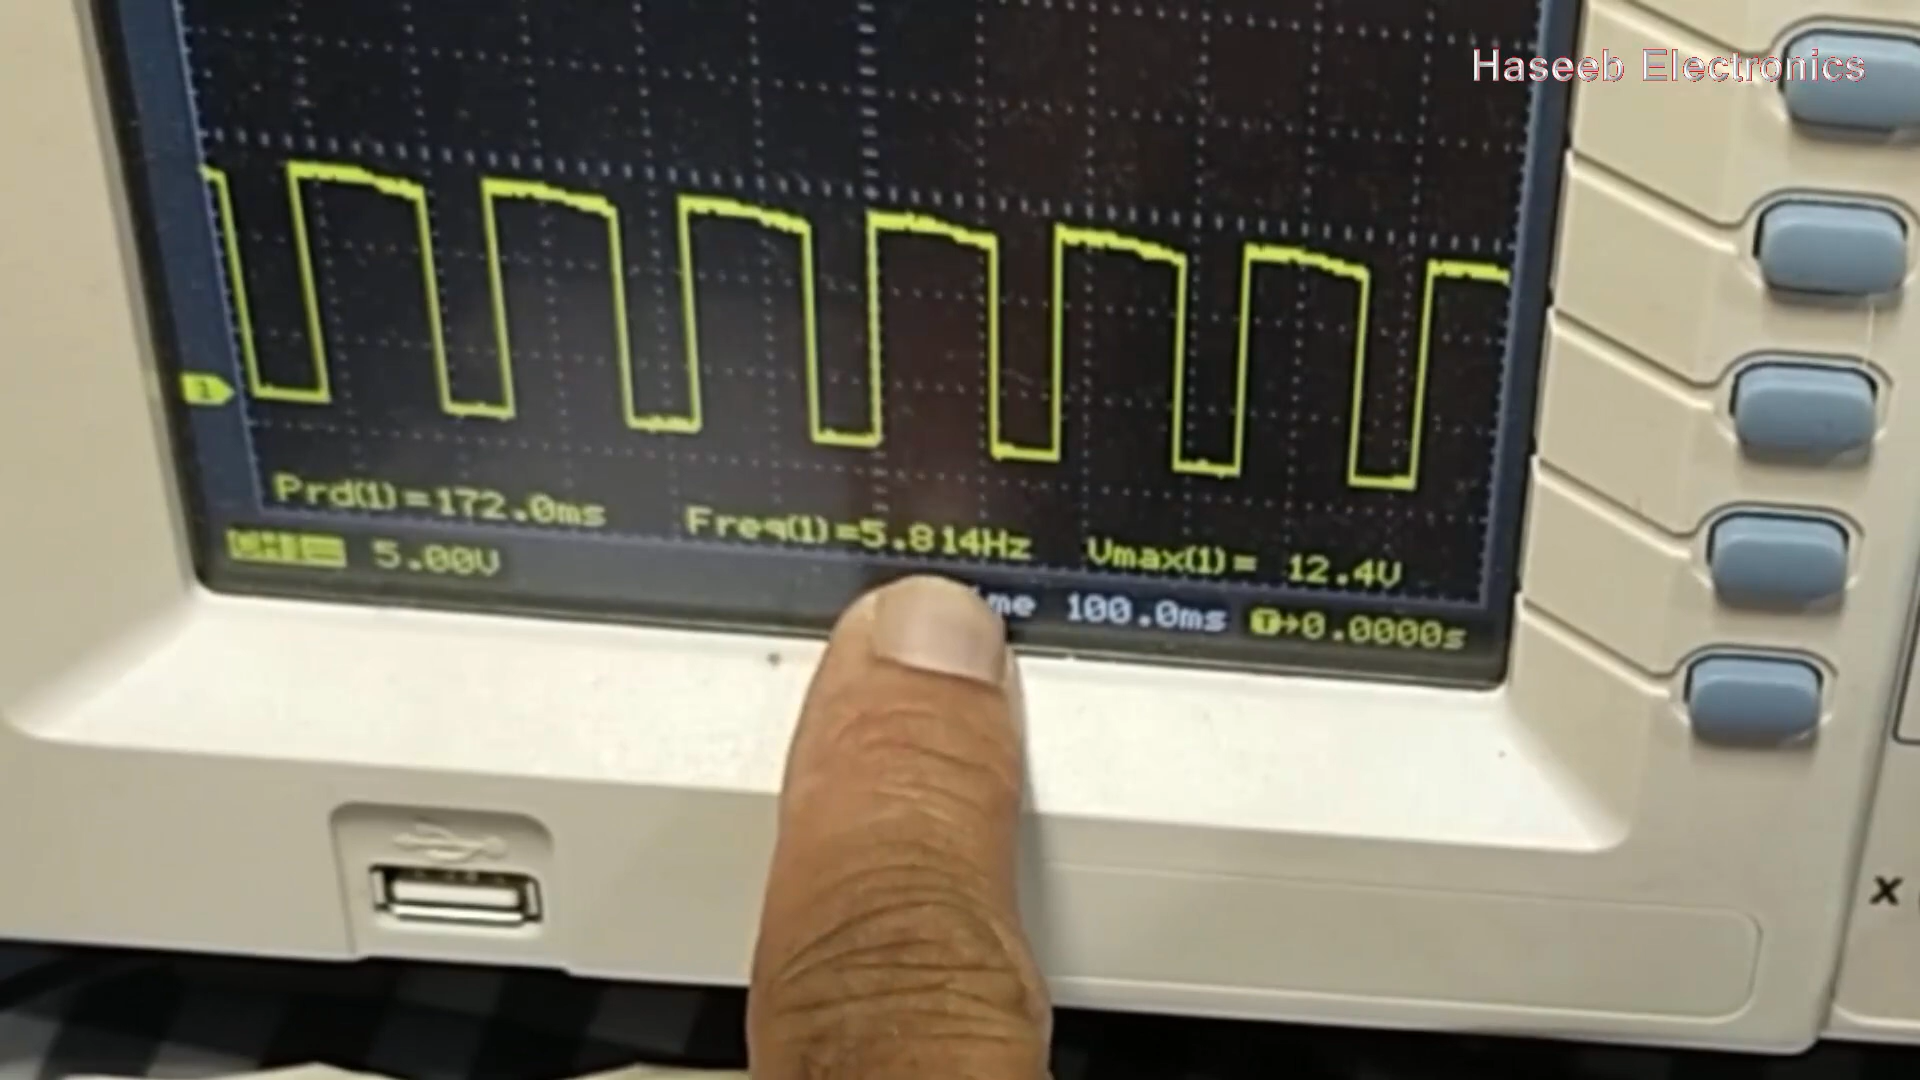 Haseeb Electronics
1
Prd(1)=172.0ms Freq(1)=5.814Hz Vmax(1)= 12.4V
5.00V 100.0ms T→0.0000s
X